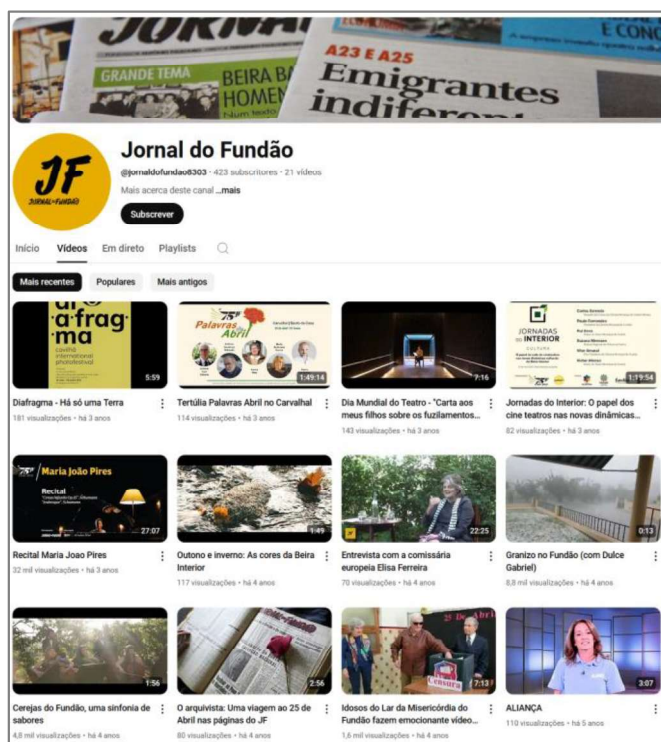 JORNAL
GRANDE TEMA
BEIRA BA
HOMEN
Num texto
A23 E A25
Emigrantes
indiferen
E CONC
JF
JORNAL DO FUNDÃO
Jornal do Fundão
@jornaldofundao6303 · 423 subscritores · 21 vídeos
Mais acerca deste canal ...mais
Subscrever
Início Vídeos Em direto Playlists
Mais recentes Populares Mais antigos
afrag
ma
covilhã
international
photofestival
5:59
Palavras
Abril
1:49:14
7:16
JORNADAS
DO INTERIOR
CULTURA
1:19:54
Diafragma - Há só uma Terra
181 visualizações • há 3 anos
Tertúlia Palavras Abril no Carvalhal
114 visualizações • há 3 anos
Dia Mundial do Teatro - "Carta aos
meus filhos sobre os fuzilamentos...
143 visualizações • há 3 anos
Jornadas do Interior: O papel dos
cine teatros nas novas dinâmicas...
82 visualizações • há 3 anos
Maria João Pires
Recital
27:07
1:49
22:25
0:13
Recital Maria Joao Pires
32 mil visualizações • há 3 anos
Outono e inverno: As cores da Beira
Interior
117 visualizações • há 4 anos
Entrevista com a comissária
europeia Elisa Ferreira
70 visualizações • há 4 anos
Granizo no Fundão (com Dulce
Gabriel)
8,8 mil visualizações • há 4 anos
1:56
2:56
25 De Abril
Censura
7:13
3:07
Cerejas do Fundão, uma sinfonia de
sabores
4,8 mil visualizações • há 4 anos
O arquivista: Uma viagem ao 25 de
Abril nas páginas do JF
80 visualizações • há 4 anos
Idosos do Lar da Misericórdia do
Fundão fazem emocionante vídeo...
1,6 mil visualizações • há 4 anos
ALIANÇA
110 visualizações • há 5 anos